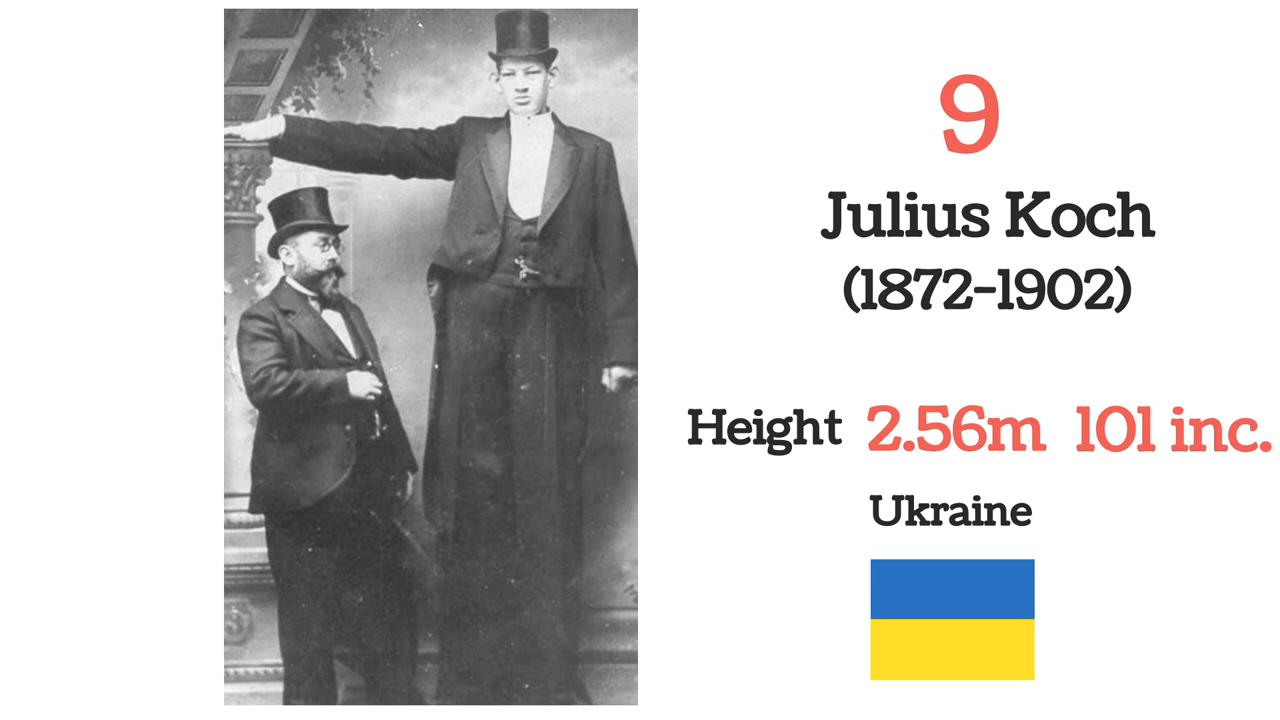 9
Julius Koch
(1872-1902)
Height 2.56m 101 inc.
Ukraine